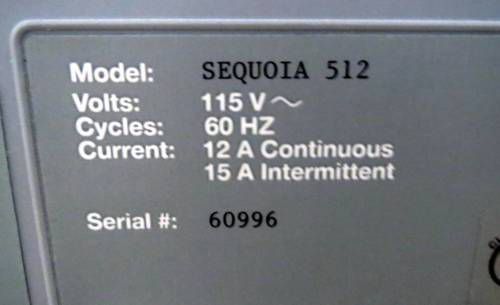 Model: SEQUOIA 512
Volts: 115 V~
Cycles: 60 HZ
Current: 12 A Continuous
15 A Intermittent
Serial #: 60996